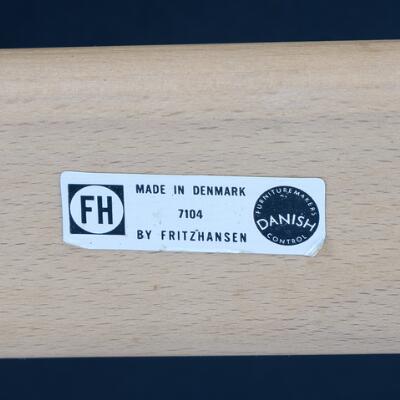 FH
MADE IN DENMARK
7104
BY FRITZHANSEN
FURNITUREMAKERS
DANISH
CONTROL